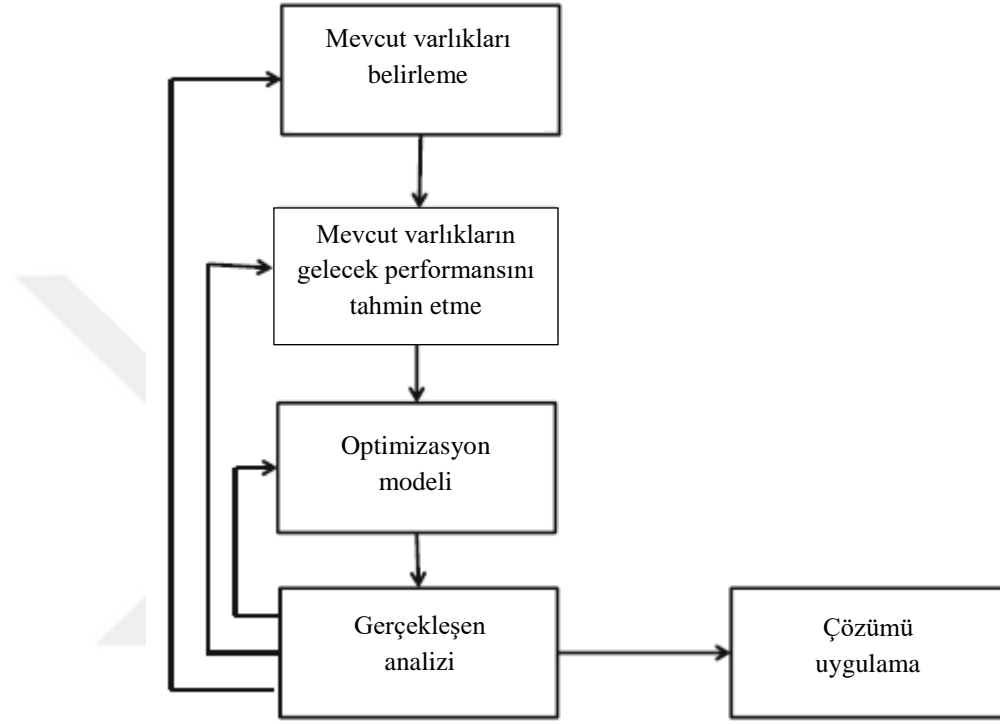 Mevcut varlıkları
belirleme
Mevcut varlıkların
gelecek performansını
tahmin etme
Optimizasyon
modeli
Gerçekleşen
analizi
Çözümü
uygulama